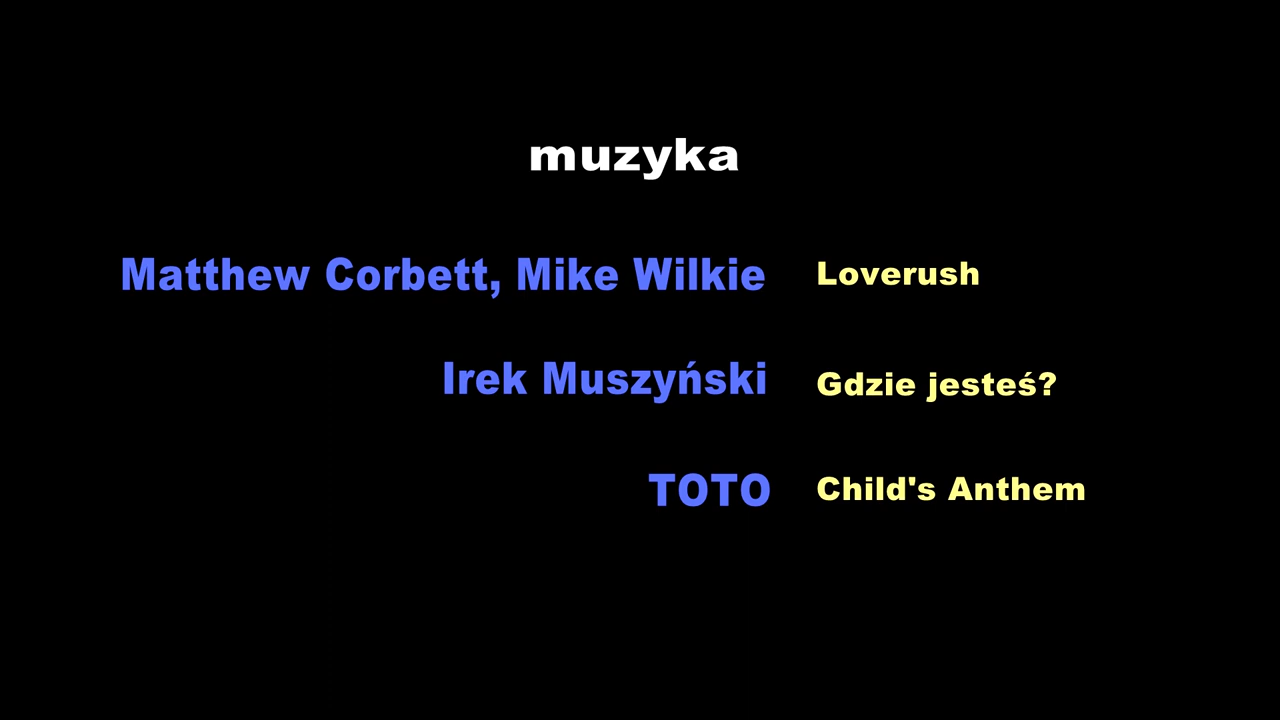 muzyka
Matthew Corbett, Mike Wilkie Loverush
Irek Muszyński Gdzie jesteś?
TOTO Child's Anthem